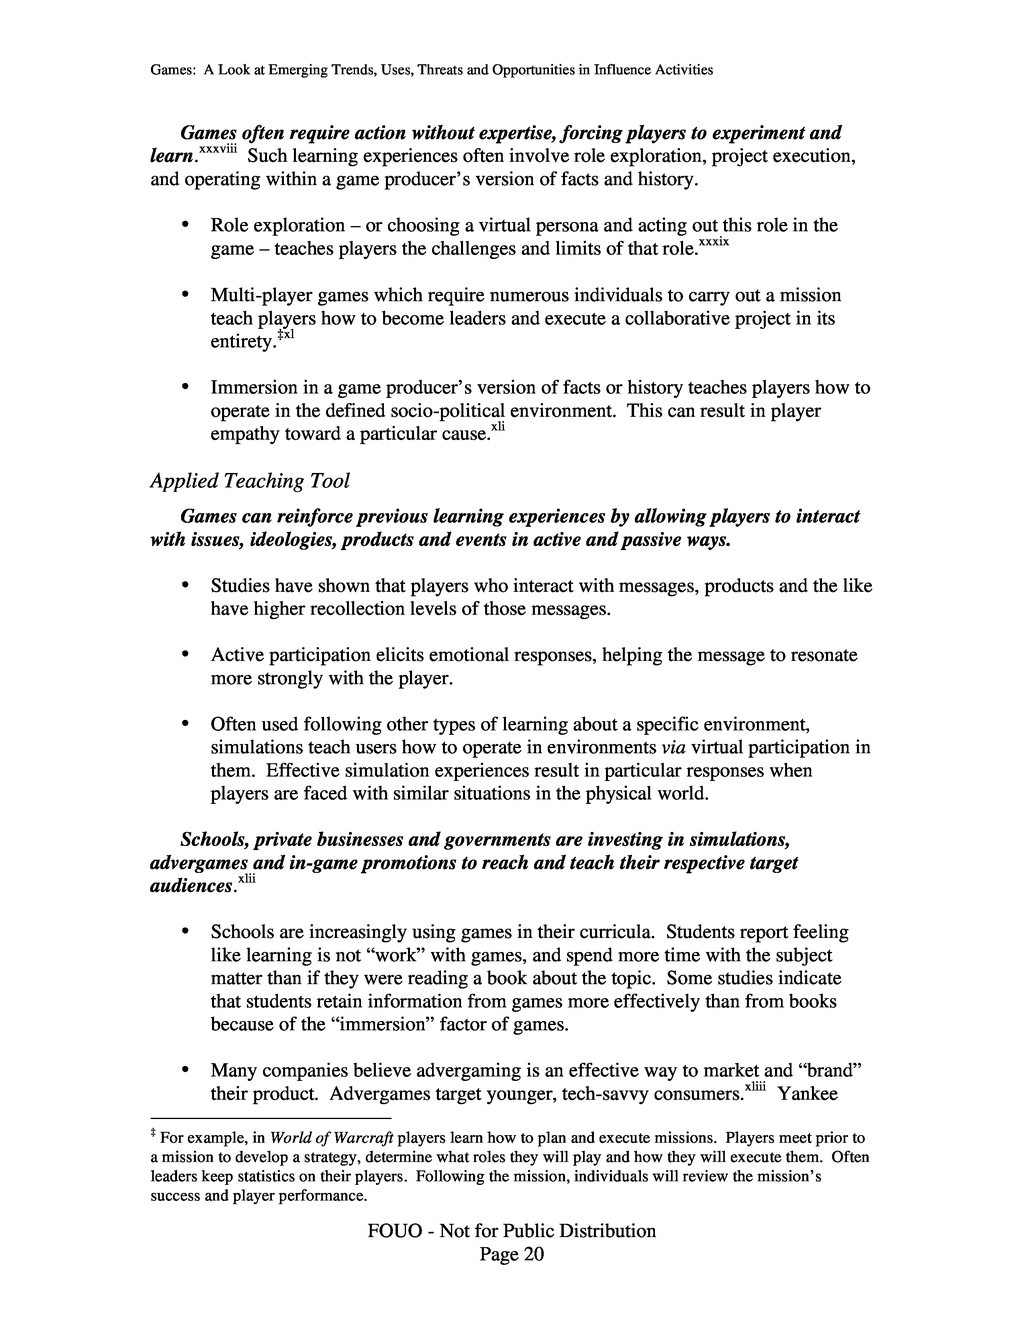 Games:  A Look at Emerging Trends, Uses, Threats and Opportunities in Influence Activities
Games often require action without expertise, forcing players to experiment and
learn.xxxviii  Such learning experiences often involve role exploration, project execution,
and operating within a game producer's version of facts and history.
• Role exploration – or choosing a virtual persona and acting out this role in the
game – teaches players the challenges and limits of that role.xxxix
• Multi-player games which require numerous individuals to carry out a mission
teach players how to become leaders and execute a collaborative project in its
entirety.‡xl
• Immersion in a game producer's version of facts or history teaches players how to
operate in the defined socio-political environment.  This can result in player
empathy toward a particular cause.xli
Applied Teaching Tool
Games can reinforce previous learning experiences by allowing players to interact
with issues, ideologies, products and events in active and passive ways.
• Studies have shown that players who interact with messages, products and the like
have higher recollection levels of those messages.
• Active participation elicits emotional responses, helping the message to resonate
more strongly with the player.
• Often used following other types of learning about a specific environment,
simulations teach users how to operate in environments via virtual participation in
them.  Effective simulation experiences result in particular responses when
players are faced with similar situations in the physical world.
Schools, private businesses and governments are investing in simulations,
advergames and in-game promotions to reach and teach their respective target
audiences.xlii
• Schools are increasingly using games in their curricula.  Students report feeling
like learning is not “work” with games, and spend more time with the subject
matter than if they were reading a book about the topic.  Some studies indicate
that students retain information from games more effectively than from books
because of the “immersion” factor of games.
• Many companies believe advergaming is an effective way to market and “brand”
their product.  Advergames target younger, tech-savvy consumers.xliii  Yankee
‡ For example, in World of Warcraft players learn how to plan and execute missions.  Players meet prior to
a mission to develop a strategy, determine what roles they will play and how they will execute them.  Often
leaders keep statistics on their players.  Following the mission, individuals will review the mission's
success and player performance.
FOUO - Not for Public Distribution
Page 20